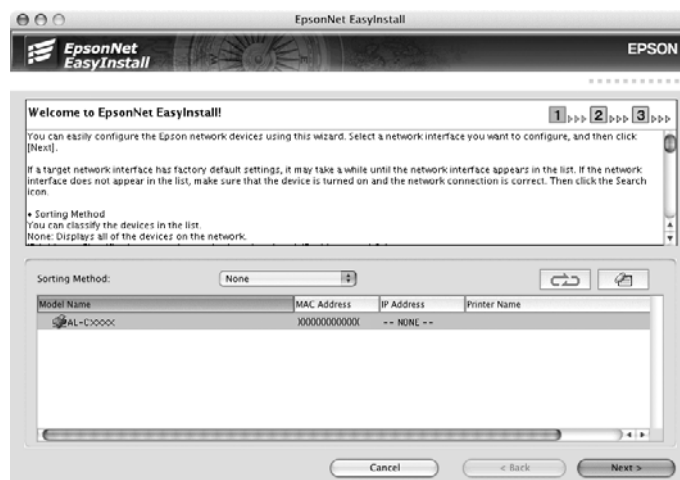 EpsonNet EasyInstall
EpsonNet
EasyInstall
EPSON
Welcome to EpsonNet EasyInstall!
1 2 3
You can easily configure the Epson network devices using this wizard. Select a network interface you want to configure, and then click
[Next].
If a target network interface has factory default settings, it may take a while until the network interface appears in the list. If the network
interface does not appear in the list, make sure that the device is turned on and the network connection is correct. Then click the Search
icon.
• Sorting Method
You can classify the devices in the list.
None: Displays all of the devices on the network.
Sorting Method: None
Model Name MAC Address IP Address Printer Name
AL-CXXXX XXXXXXXXXXXX -- NONE --
Cancel < Back Next >